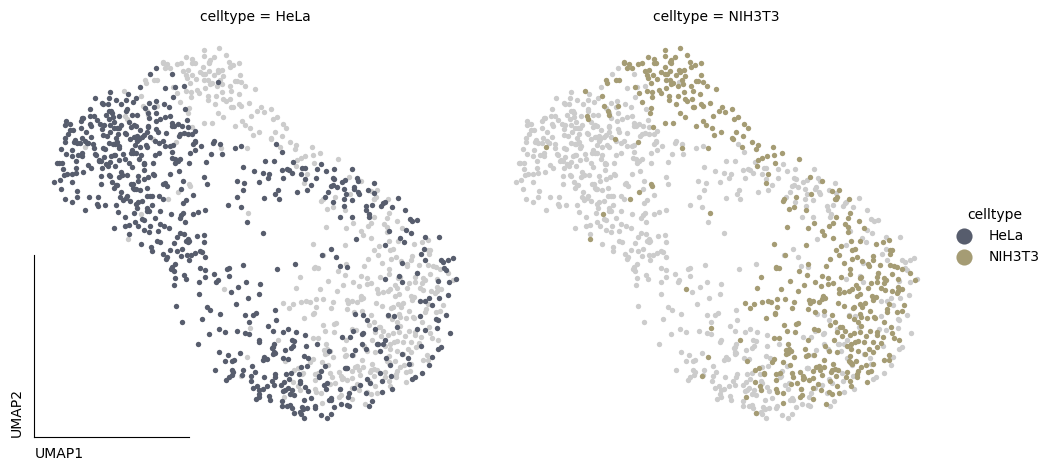 celltype = HeLa
celltype = NIH3T3
celltype
HeLa
NIH3T3
UMAP2
UMAP1